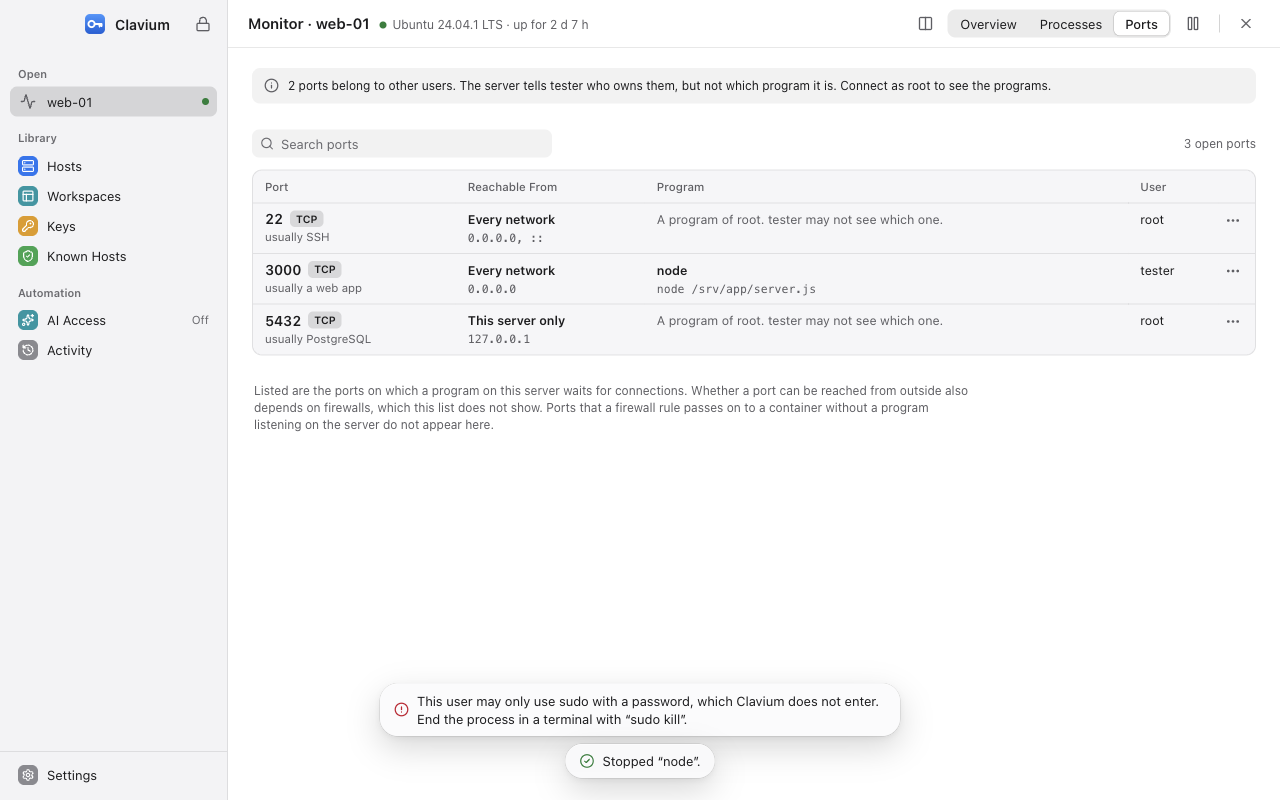 Clavium
Open
web-01
Library
Hosts
Workspaces
Keys
Known Hosts
Automation
AI Access Off
Activity
Settings
Monitor · web-01 Ubuntu 24.04.1 LTS · up for 2 d 7 h
Overview Processes Ports
2 ports belong to other users. The server tells tester who owns them, but not which program it is. Connect as root to see the programs.
Search ports 3 open ports
Port Reachable From Program User
22 TCP Every network A program of root. tester may not see which one. root
usually SSH 0.0.0.0, ::
3000 TCP Every network node tester
usually a web app 0.0.0.0 node /srv/app/server.js
5432 TCP This server only A program of root. tester may not see which one. root
usually PostgreSQL 127.0.0.1
Listed are the ports on which a program on this server waits for connections. Whether a port can be reached from outside also
depends on firewalls, which this list does not show. Ports that a firewall rule passes on to a container without a program
listening on the server do not appear here.
This user may only use sudo with a password, which Clavium does not enter.
End the process in a terminal with “sudo kill”.
Stopped “node”.